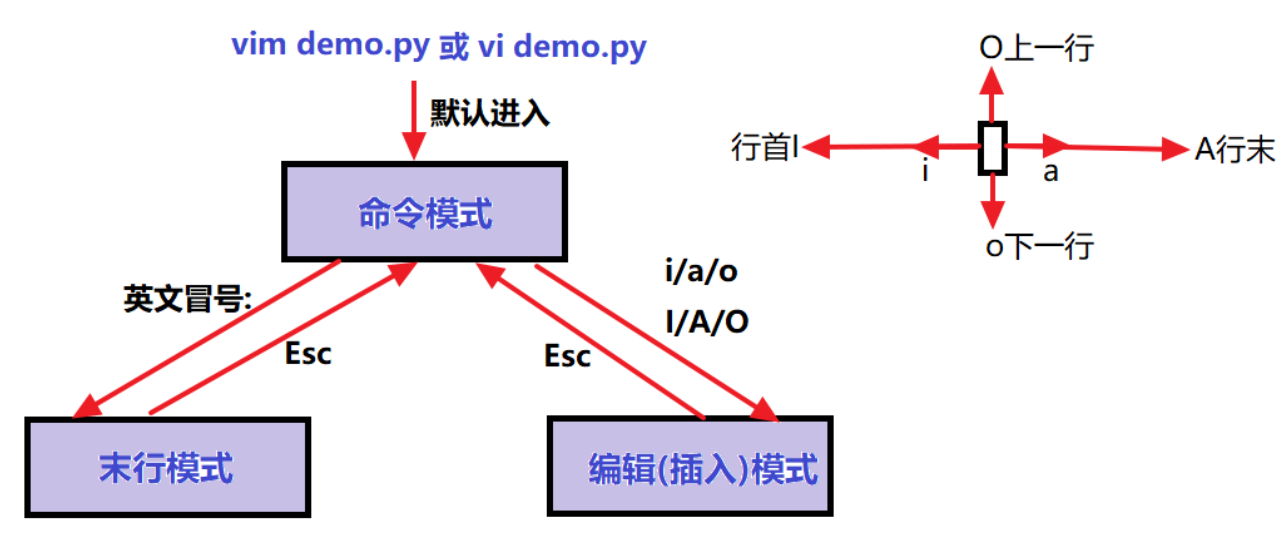 vim demo.py 或 vi demo.py
默认进入
命令模式
英文冒号:
Esc
Esc
i/a/o
I/A/O
末行模式
编辑(插入)模式
O上一行
行首I
i
a
A行末
o下一行